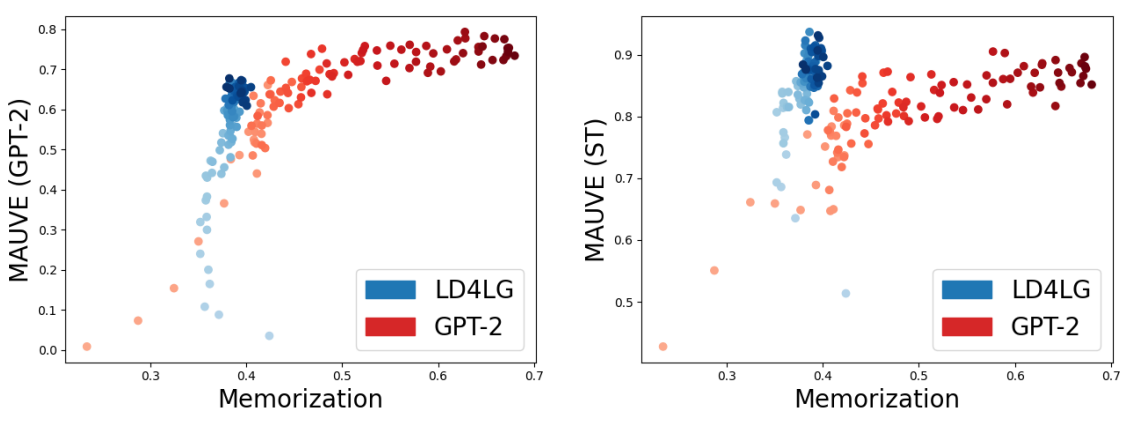 MAUVE (GPT-2)
0.8
0.7
0.6
0.5
0.4
0.3
0.2
0.1
0.0
0.3 0.4 0.5 0.6 0.7
Memorization
LD4LG
GPT-2
MAUVE (ST)
0.9
0.8
0.7
0.6
0.5
0.3 0.4 0.5 0.6 0.7
Memorization
LD4LG
GPT-2